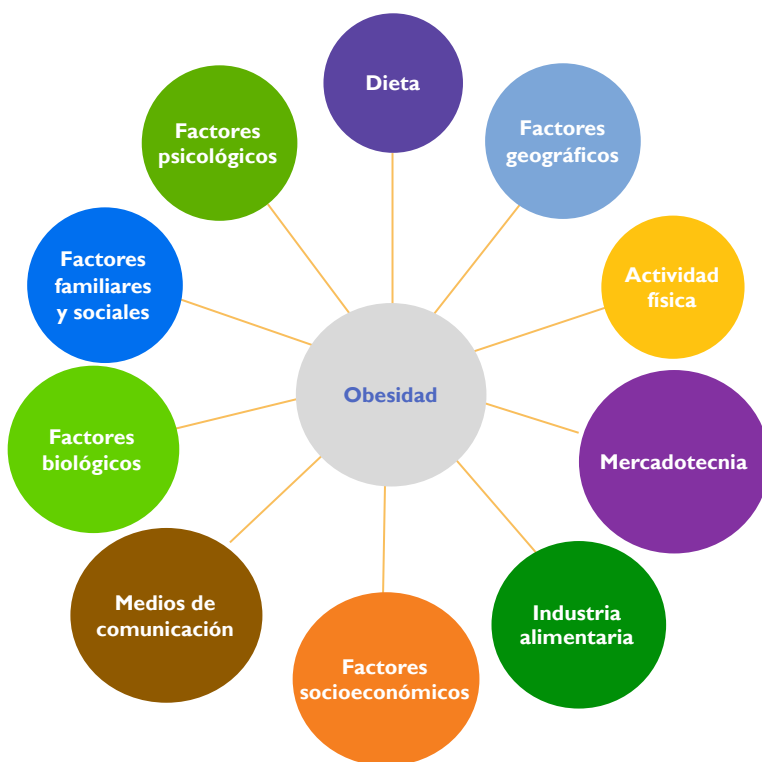 Dieta
Factores
geográficos
Actividad
física
Mercadotecnia
Industria
alimentaria
Factores
socioeconómicos
Medios de
comunicación
Factores
biológicos
Factores
familiares
y sociales
Factores
psicológicos
Obesidad